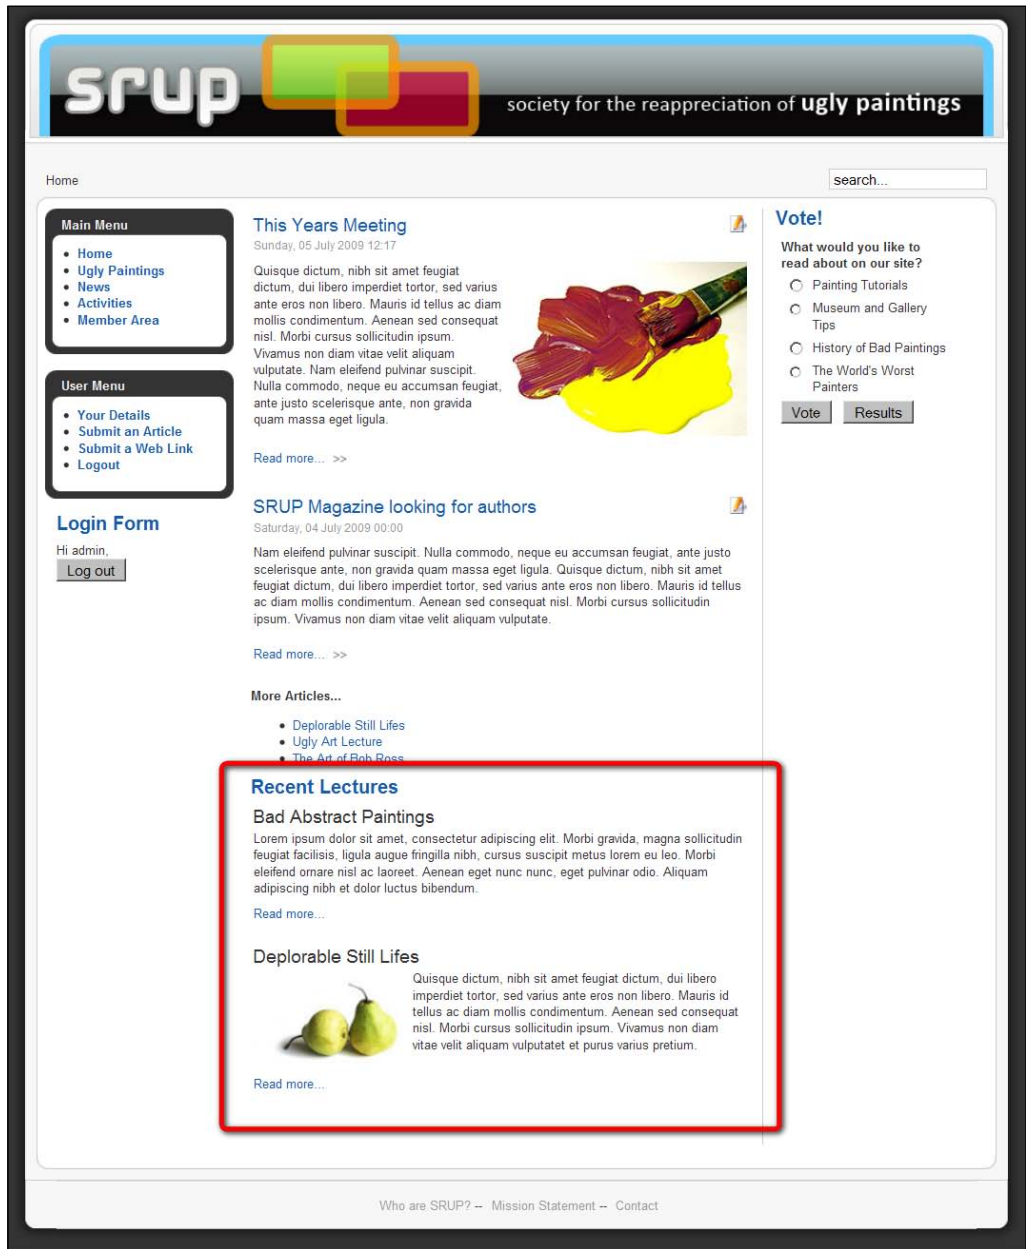 srup
society for the reappreciation of ugly paintings
Home
search...
Main Menu
Home
Ugly Paintings
News
Activities
Member Area
User Menu
Your Details
Submit an Article
Submit a Web Link
Logout
Login Form
Hi admin,
Log out
This Years Meeting
Sunday, 05 July 2009 12:17
Quisque dictum, nibh sit amet feugiat
dictum, dui libero imperdiet tortor, sed varius
ante eros non libero. Mauris id tellus ac diam
mollis condimentum. Aenean sed consequat
nisl. Morbi cursus sollicitudin ipsum.
Vivamus non diam vitae velit aliquam
vulputate. Nam eleifend pulvinar suscipit.
Nulla commodo, neque eu accumsan feugiat,
ante justo scelerisque ante, non gravida
quam massa eget ligula.
Read more... >>
SRUP Magazine looking for authors
Saturday, 04 July 2009 00:00
Nam eleifend pulvinar suscipit. Nulla commodo, neque eu accumsan feugiat, ante justo
scelerisque ante, non gravida quam massa eget ligula. Quisque dictum, nibh sit amet
feugiat dictum, dui libero imperdiet tortor, sed varius ante eros non libero. Mauris id tellus
ac diam mollis condimentum. Aenean sed consequat nisl. Morbi cursus sollicitudin
ipsum. Vivamus non diam vitae velit aliquam vulputate.
Read more... >>
More Articles...
Deplorable Still Lifes
Ugly Art Lecture
The Art of Bob Ross
Recent Lectures
Bad Abstract Paintings
Lorem ipsum dolor sit amet, consectetur adipiscing elit. Morbi gravida, magna sollicitudin
feugiat facilisis, ligula augue fringilla nibh, cursus suscipit metus lorem eu leo. Morbi
eleifend ornare nisl ac laoreet. Aenean eget nunc nunc, eget pulvinar odio. Aliquam
adipiscing nibh et dolor luctus bibendum.
Read more...
Deplorable Still Lifes
Quisque dictum, nibh sit amet feugiat dictum, dui libero
imperdiet tortor, sed varius ante eros non libero. Mauris id
tellus ac diam mollis condimentum. Aenean sed consequat
nisl. Morbi cursus sollicitudin ipsum. Vivamus non diam
vitae velit aliquam vulputatet et purus varius pretium.
Read more...
Vote!
What would you like to
read about on our site?
Painting Tutorials
Museum and Gallery
Tips
History of Bad Paintings
The World's Worst
Painters
Vote Results
Who are SRUP? -- Mission Statement -- Contact